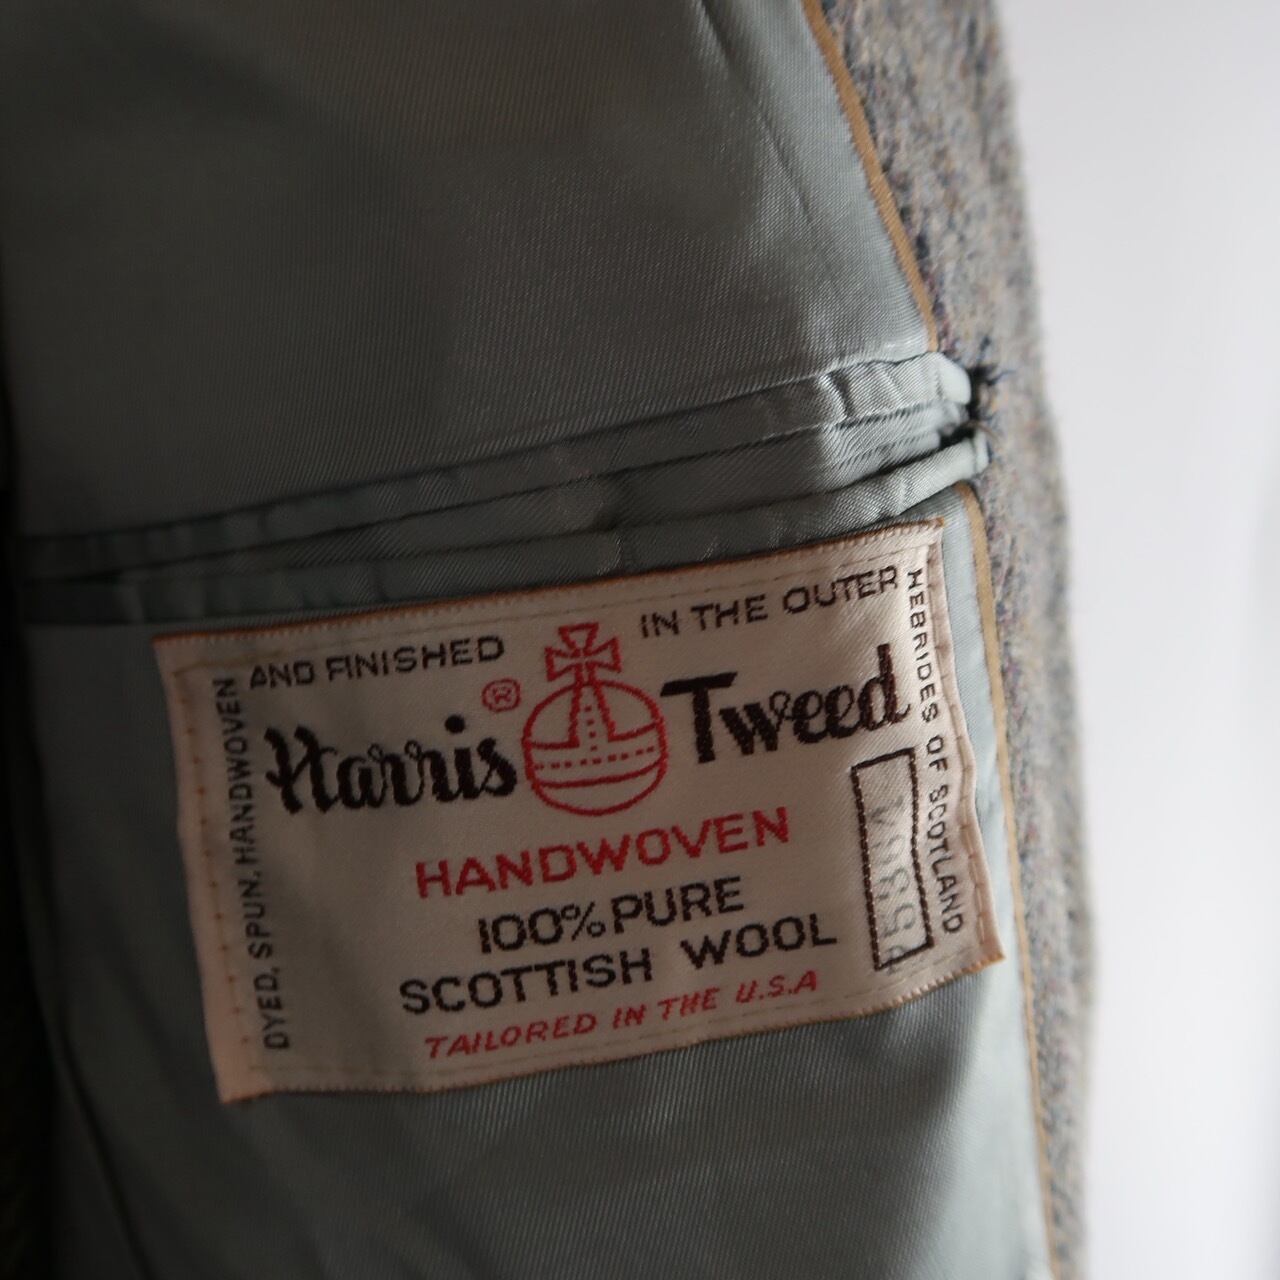 DYED, SPUN, HANDWOVEN
AND FINISHED
IN THE OUTER
HEBRIDES OF SCOTLAND
Harris ® Tweed
HANDWOVEN
100% PURE
SCOTTISH WOOL
TAILORED IN THE U.S.A